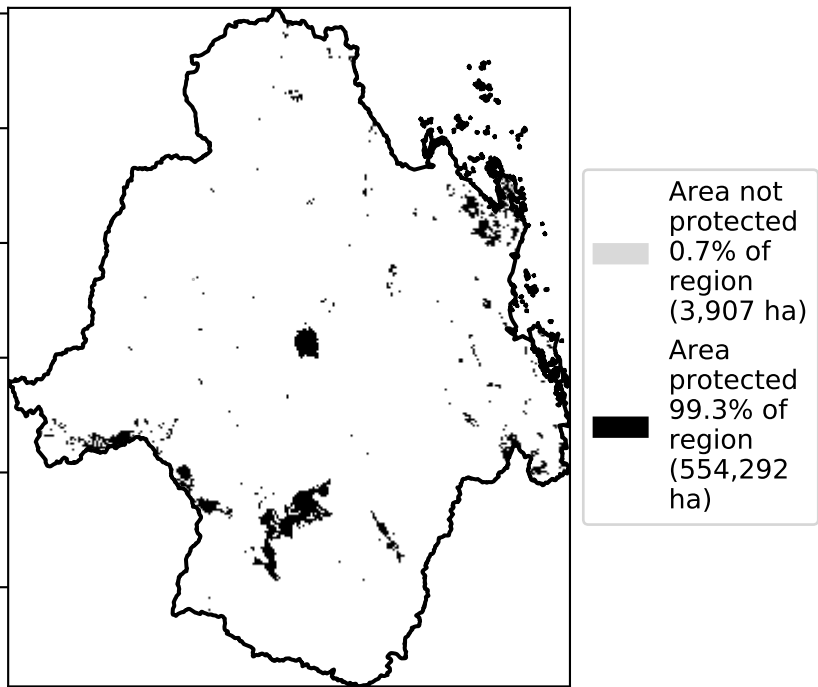 Area not
protected
0.7% of
region
(3,907 ha)
Area
protected
99.3% of
region
(554,292
ha)